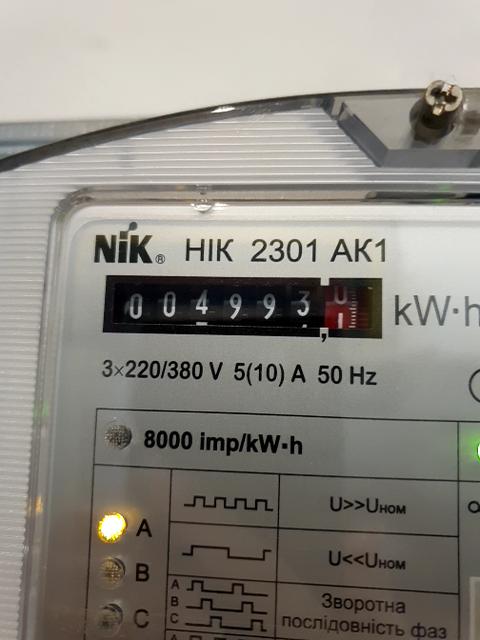 NiK® НІК 2301 АК1
004993 kW·h
3×220/380 V 5(10) A 50 Hz
8000 imp/kW·h
U>>Uном
A
U<<Uном
B
A
B
C
Зворотна
послідовність фаз
C
A